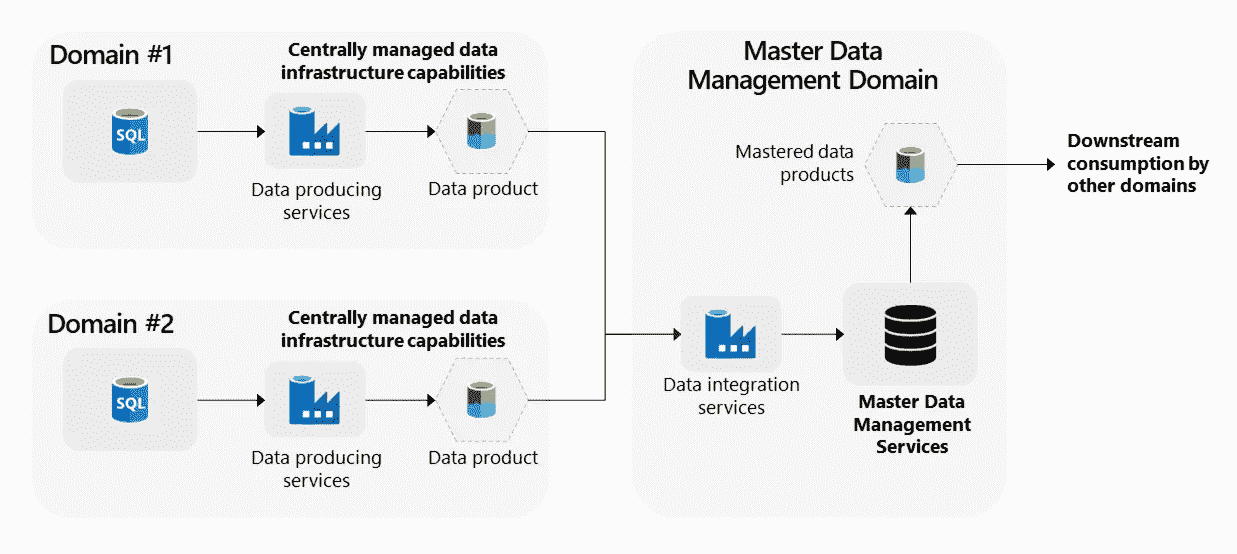 Domain #1
Centrally managed data
infrastructure capabilities
SQL
Data producing
services
Data product
Domain #2
Centrally managed data
infrastructure capabilities
SQL
Data producing
services
Data product
Master Data
Management Domain
Mastered data
products
Downstream
consumption by
other domains
Data integration
services
Master Data
Management
Services